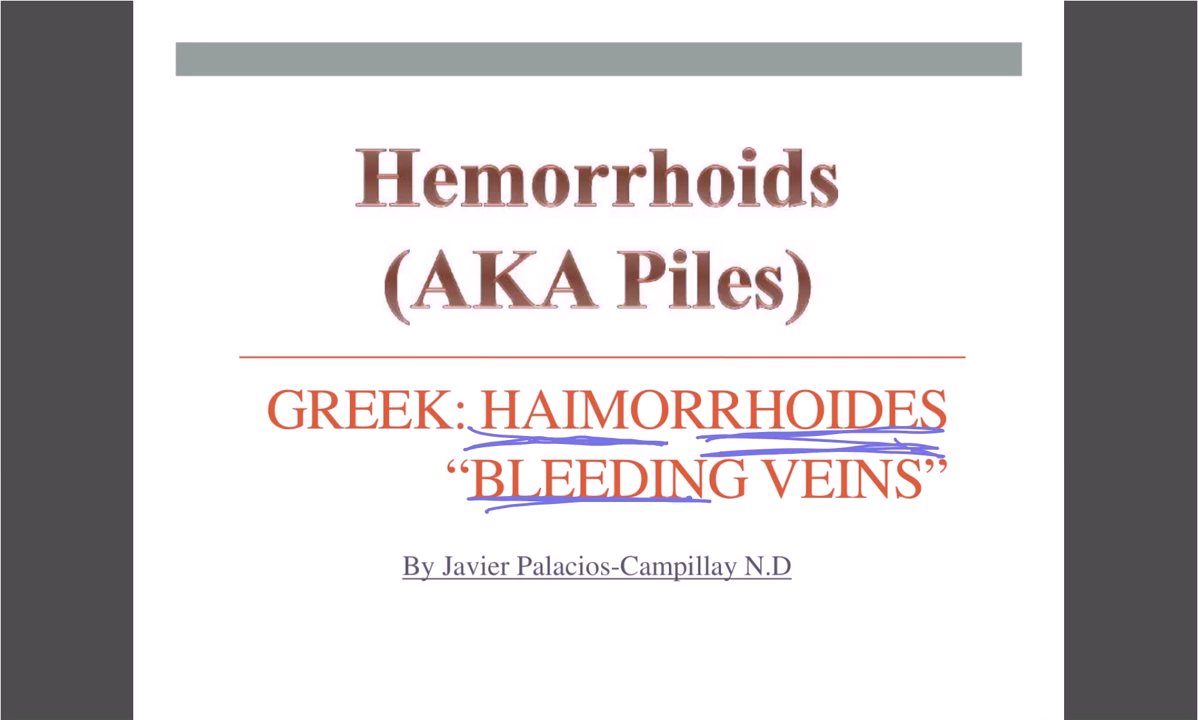 Hemorrhoids
(AKA Piles)
GREEK: HAIMORRHOIDES
“BLEEDING VEINS”
By Javier Palacios-Campillay N.D